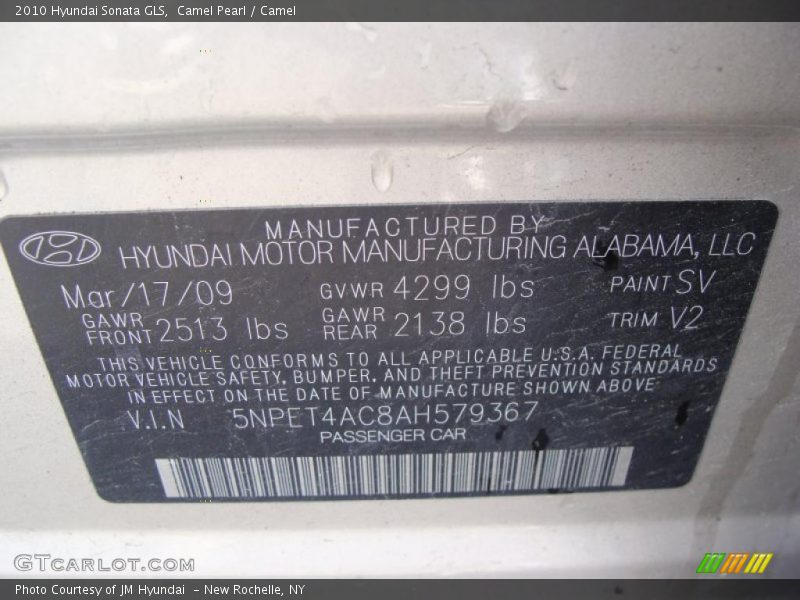 2010 Hyundai Sonata GLS, Camel Pearl / Camel
MANUFACTURED BY
HYUNDAI MOTOR MANUFACTURING ALABAMA, LLC
Mar/17/09 GVWR 4299 lbs PAINT SV
GAWR FRONT 2513 lbs GAWR REAR 2138 lbs TRIM V2
THIS VEHICLE CONFORMS TO ALL APPLICABLE U.S.A. FEDERAL
MOTOR VEHICLE SAFETY, BUMPER, AND THEFT PREVENTION STANDARDS
IN EFFECT ON THE DATE OF MANUFACTURE SHOWN ABOVE
V.I.N 5NPET4AC8AH579367
PASSENGER CAR
GTCARLOT.COM
Photo Courtesy of JM Hyundai - New Rochelle, NY